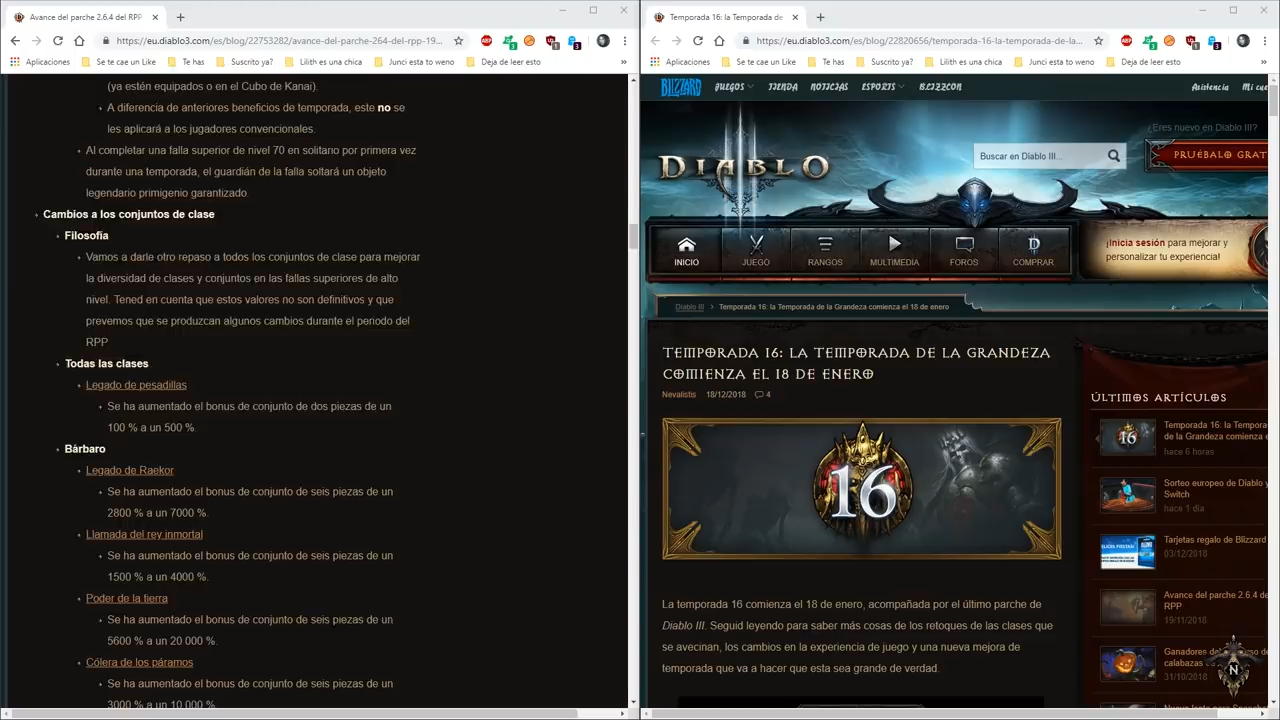 Avance del parche 2.6.4 del RPP
https://eu.diablo3.com/es/blog/22753282/avance-del-parche-264-del-rpp-19...
Aplicaciones
Se te cae un Like
Te has
Suscrito ya?
Lilith es una chica
Junci esta to weno
Deja de leer esto
»
(ya estén equipados o en el Cubo de Kanai).
A diferencia de anteriores beneficios de temporada, este no se
les aplicará a los jugadores convencionales.
Al completar una falla superior de nivel 70 en solitario por primera vez
durante una temporada, el guardián de la falla soltará un objeto
legendario primigenio garantizado.
Cambios a los conjuntos de clase
Filosofía
Vamos a darle otro repaso a todos los conjuntos de clase para mejorar
la diversidad de clases y conjuntos en las fallas superiores de alto
nivel. Tened en cuenta que estos valores no son definitivos y que
prevemos que se produzcan algunos cambios durante el periodo del
RPP
Todas las clases
Legado de pesadillas
Se ha aumentado el bonus de conjunto de dos piezas de un
100 % a un 500 %.
Bárbaro
Legado de Raekor
Se ha aumentado el bonus de conjunto de seis piezas de un
2800 % a un 7000 %.
Llamada del rey inmortal
Se ha aumentado el bonus de conjunto de seis piezas de un
1500 % a un 4000 %.
Poder de la tierra
Se ha aumentado el bonus de conjunto de seis piezas de un
5600 % a un 20 000 %.
Cólera de los páramos
Se ha aumentado el bonus de conjunto de seis piezas de un
3000 % a un 10 000 %.
Temporada 16: la Temporada de
https://eu.diablo3.com/es/blog/22820656/temporada-16-la-temporada-de-la...
Aplicaciones
Se te cae un Like
Te has
Suscrito ya?
Lilith es una chica
Junci esta to weno
Deja de leer esto
»
BLIZZARD
JUEGOS
TIENDA
NOTICIAS
ESPORTS
BLIZZCON
Asistencia
Mi cu
¿Eres nuevo en Diablo III?
DIABLO III
Buscar en Diablo III...
PRUÉBALO GRAT
INICIO
JUEGO
RANGOS
MULTIMEDIA
FOROS
COMPRAR
¡Inicia sesión para mejorar y
personalizar tu experiencia!
Diablo III > Temporada 16: la Temporada de la Grandeza comienza el 18 de enero
TEMPORADA 16: LA TEMPORADA DE LA GRANDEZA
COMIENZA EL 18 DE ENERO
Nevalistis 18/12/2018 4
16
La temporada 16 comienza el 18 de enero, acompañada por el último parche de
Diablo III. Seguid leyendo para saber más cosas de los retoques de las clases que
se avecinan, los cambios en la experiencia de juego y una nueva mejora de
temporada que va a hacer que esta sea grande de verdad.
ÚLTIMOS ARTÍCULOS
16
Temporada 16: la Tempora
de la Grandeza comienza e
hace 6 horas
Sorteo europeo de Diablo y
Switch
hace 1 día
Tarjetas regalo de Blizzard
03/12/2018
Avance del parche 2.6.4 de
RPP
19/11/2018
Ganadores de
calabazas
31/10/2018
N